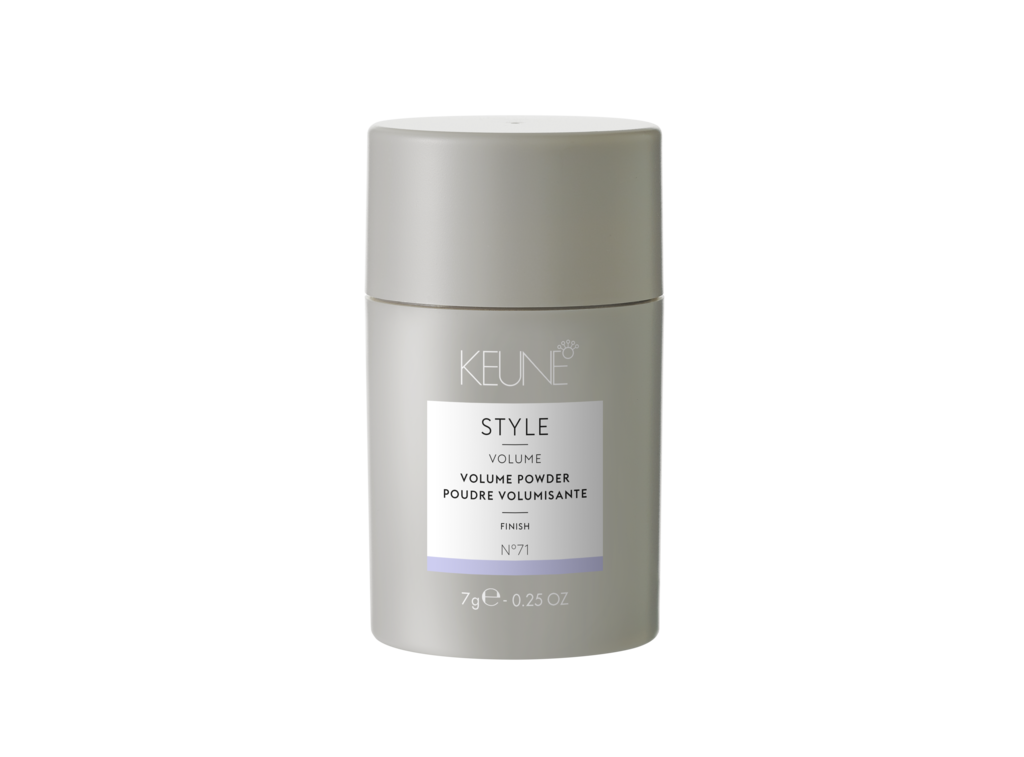 KEUNE
STYLE
VOLUME
VOLUME POWDER
POUDRE VOLUMISANTE
FINISH
N°71
7g℮ - 0.25 OZ